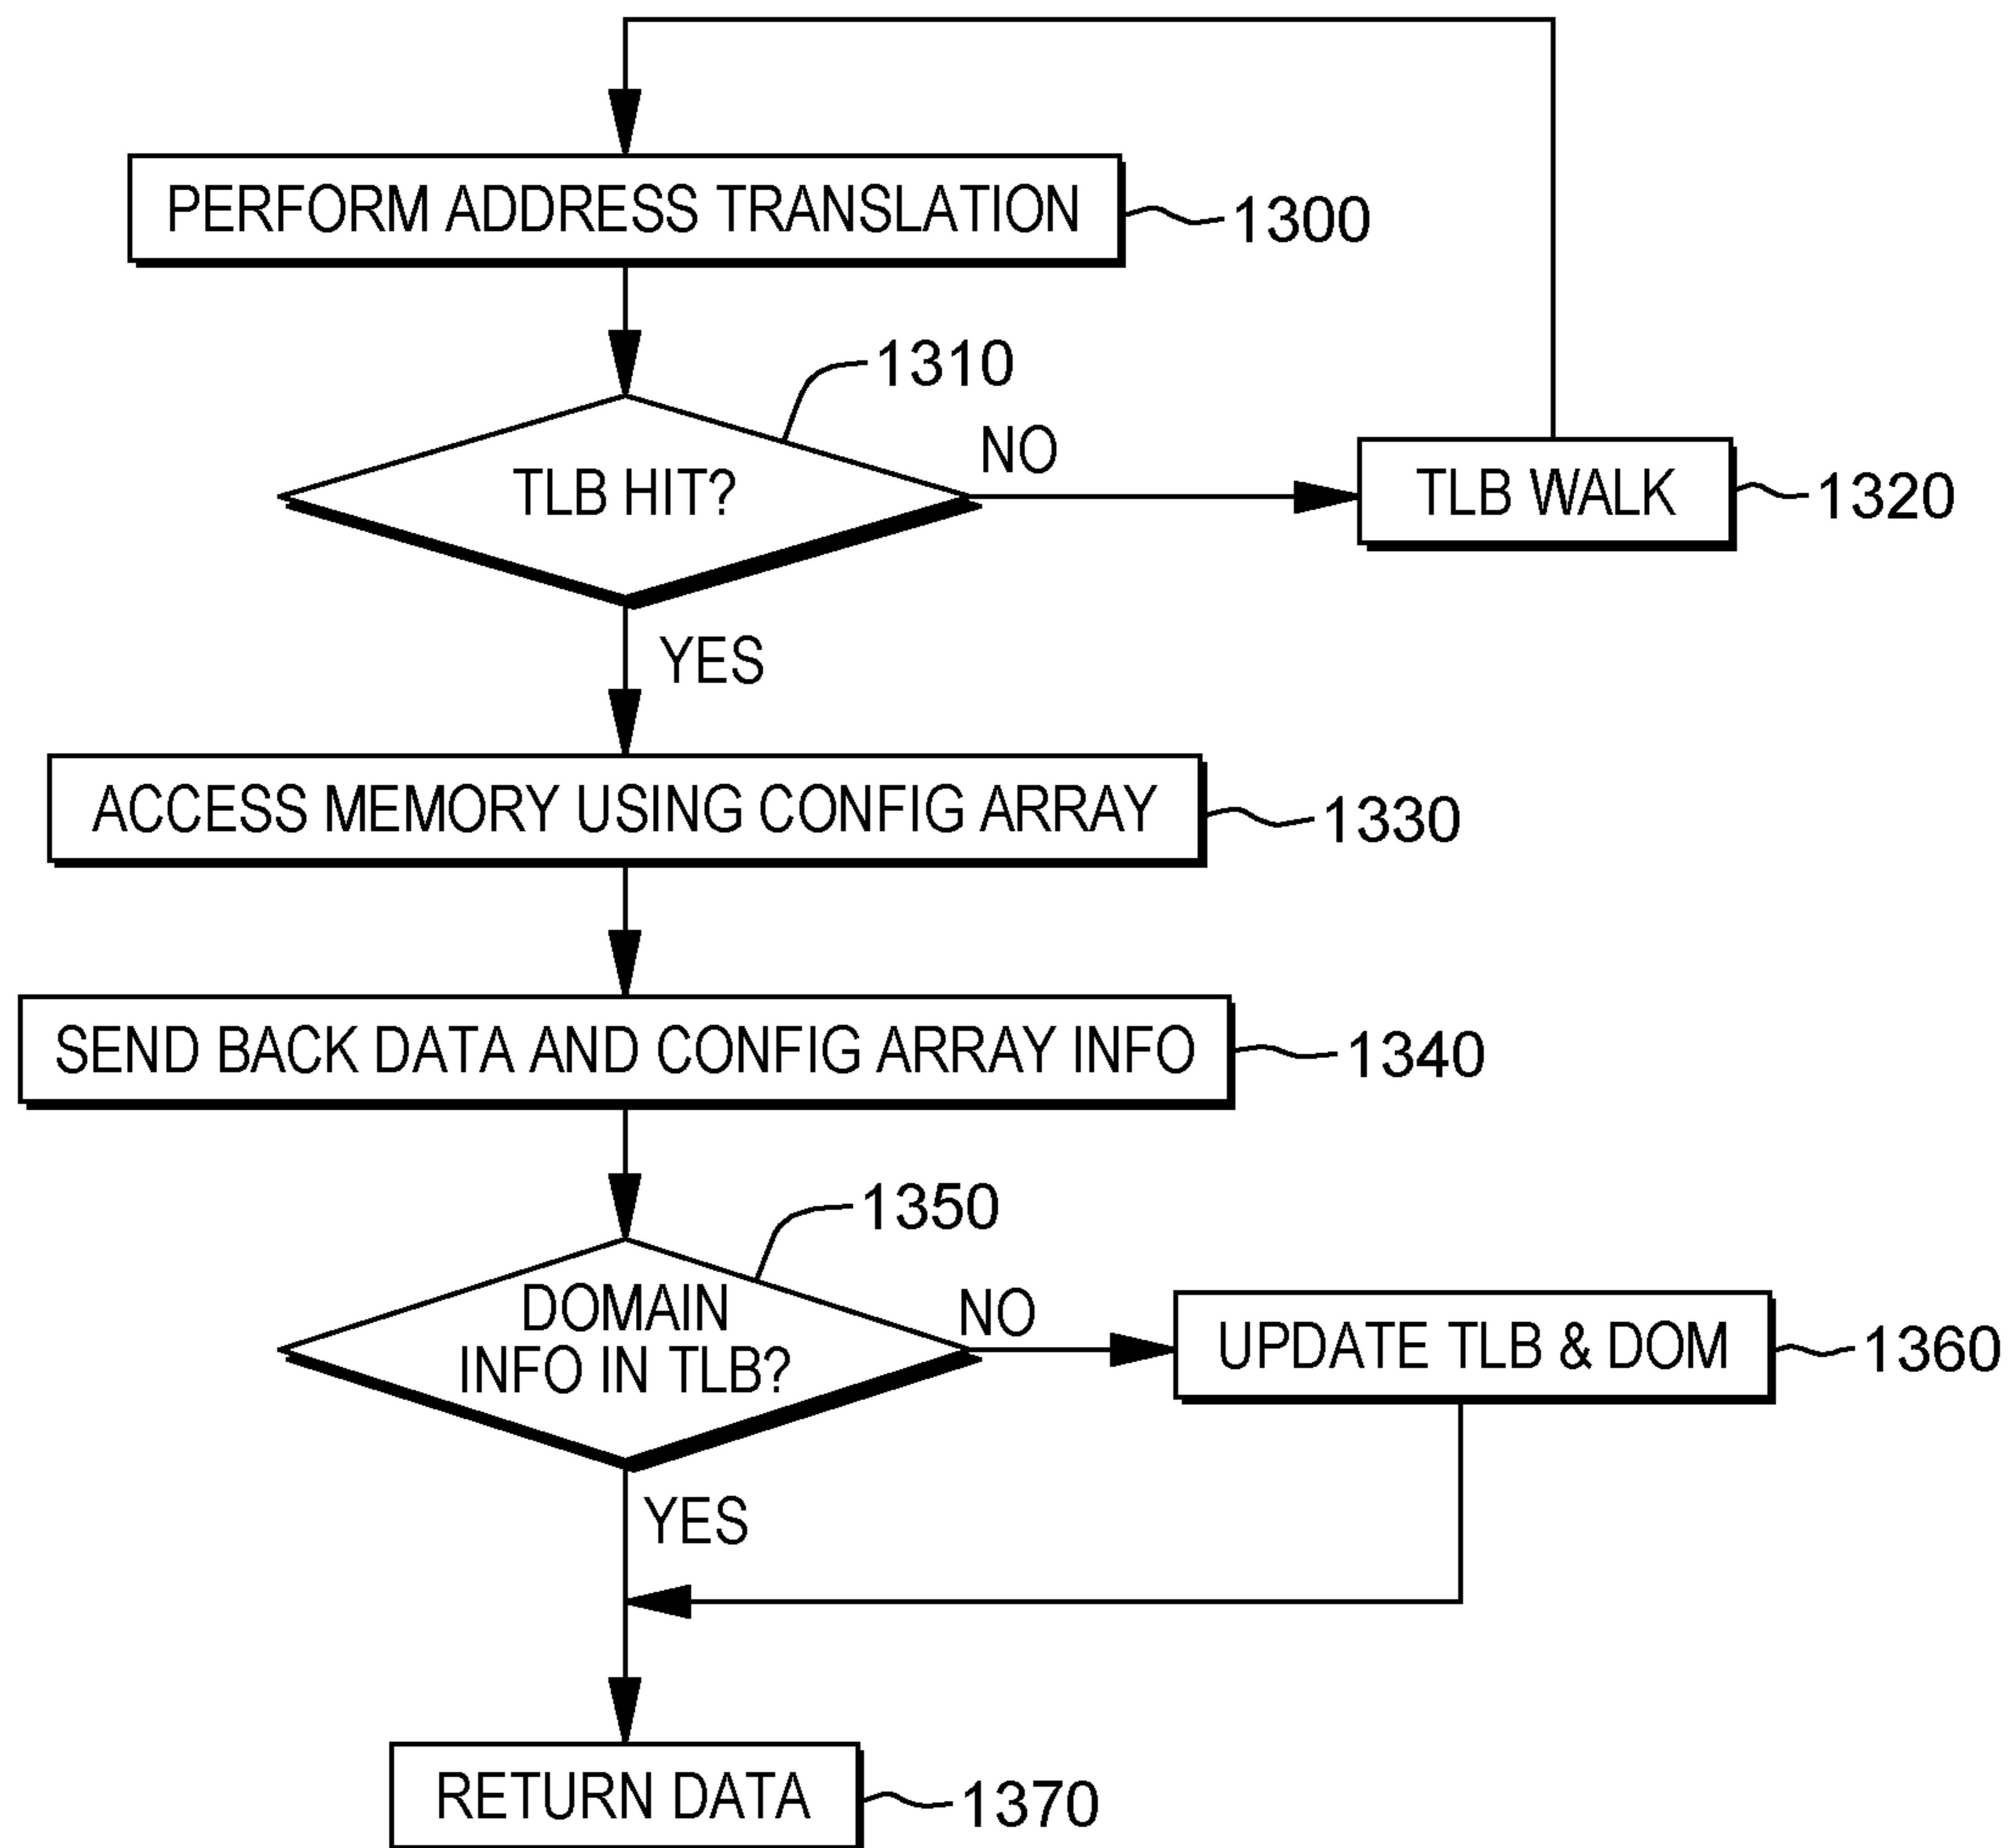 PERFORM ADDRESS TRANSLATION
1300
1310
TLB HIT?
NO
TLB WALK
1320
YES
ACCESS MEMORY USING CONFIG ARRAY
1330
SEND BACK DATA AND CONFIG ARRAY INFO
1340
1350
DOMAIN
INFO IN TLB?
NO
UPDATE TLB & DOM
1360
YES
RETURN DATA
1370